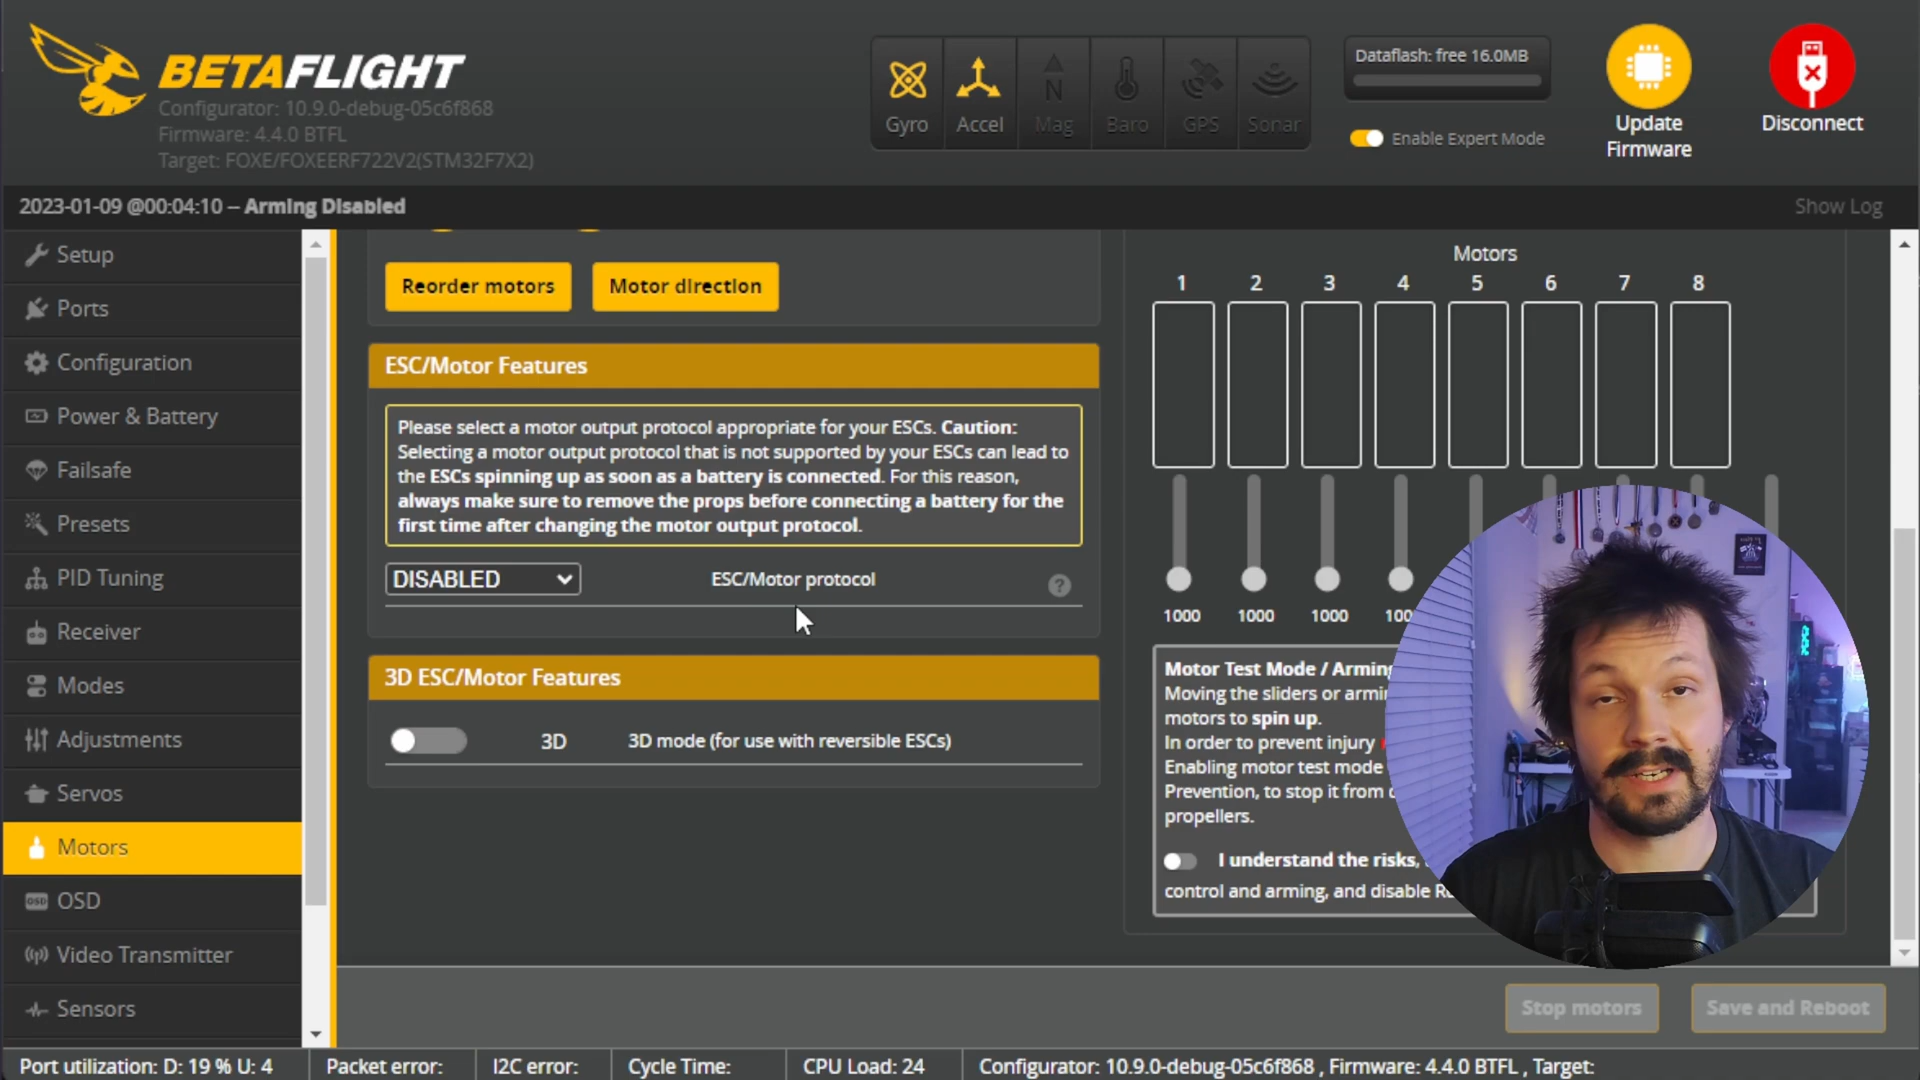 BETAFLIGHT
Configurator: 10.9.0-debug-05c6f868
Firmware: 4.4.0 BTFL
Target: FOXE/FOXEERF722V2(STM32F7X2)
Gyro
Accel
N
Mag
Baro
GPS
Sonar
Dataflash: free 16.0MB
Enable Expert Mode
Update
Firmware
Disconnect
2023-01-09 @00:04:10 -- Arming Disabled
Show Log
Setup
Ports
Configuration
Power & Battery
Failsafe
Presets
PID Tuning
Receiver
Modes
Adjustments
Servos
Motors
OSD OSD
Video Transmitter
Sensors
Reorder motors
Motor direction
ESC/Motor Features
Please select a motor output protocol appropriate for your ESCs. Caution:
Selecting a motor output protocol that is not supported by your ESCs can lead to
the ESCs spinning up as soon as a battery is connected. For this reason,
always make sure to remove the props before connecting a battery for the
first time after changing the motor output protocol.
DISABLED
ESC/Motor protocol
?
3D ESC/Motor Features
3D
3D mode (for use with reversible ESCs)
Motors
1 2 3 4 5 6 7 8
1000 1000 1000 100
Motor Test Mode / Arming
Moving the sliders or armi
motors to spin up.
In order to prevent injury
Enabling motor test mode
Prevention, to stop it from
propellers.
I understand the risks,
control and arming, and disable R
Stop motors
Save and Reboot
Port utilization: D: 19 % U: 4
Packet error:
I2C error:
Cycle Time:
CPU Load: 24
Configurator: 10.9.0-debug-05c6f868 , Firmware: 4.4.0 BTFL , Target: